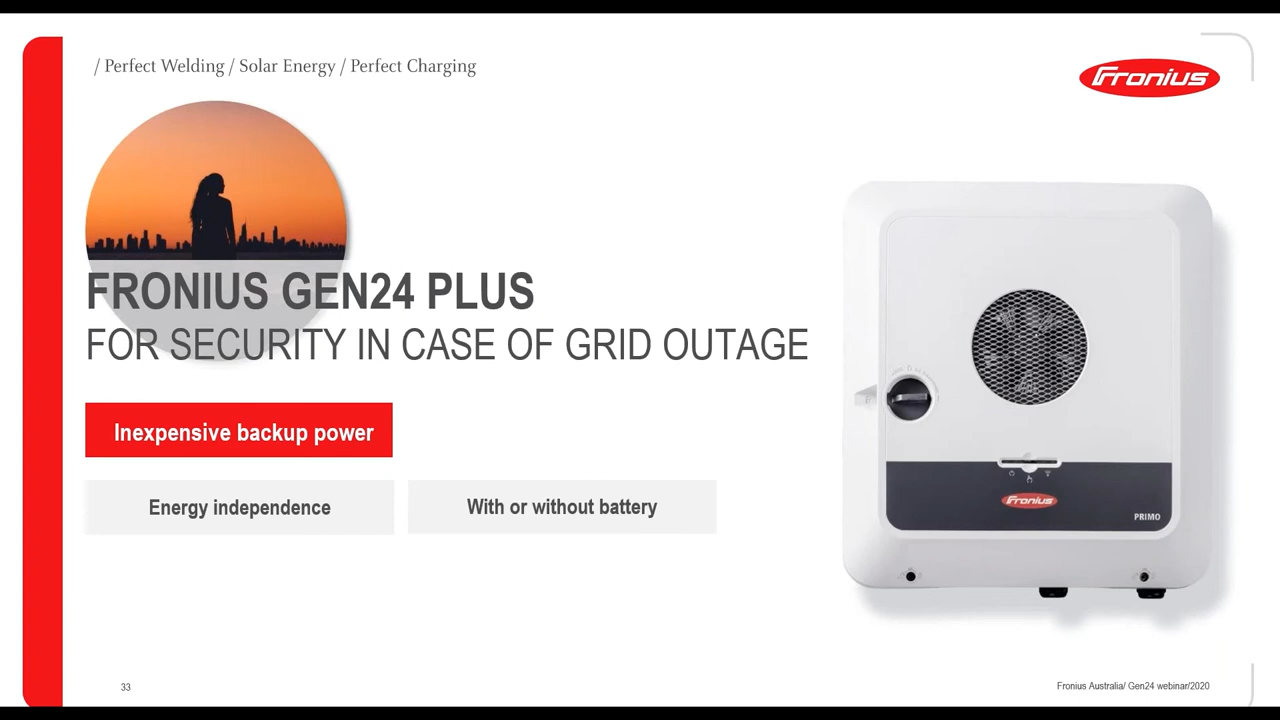 / Perfect Welding / Solar Energy / Perfect Charging
Fronius
FRONIUS GEN24 PLUS
FOR SECURITY IN CASE OF GRID OUTAGE
Inexpensive backup power
Energy independence
With or without battery
Fronius
PRIMO
33
Fronius Australia/ Gen24 webinar/2020